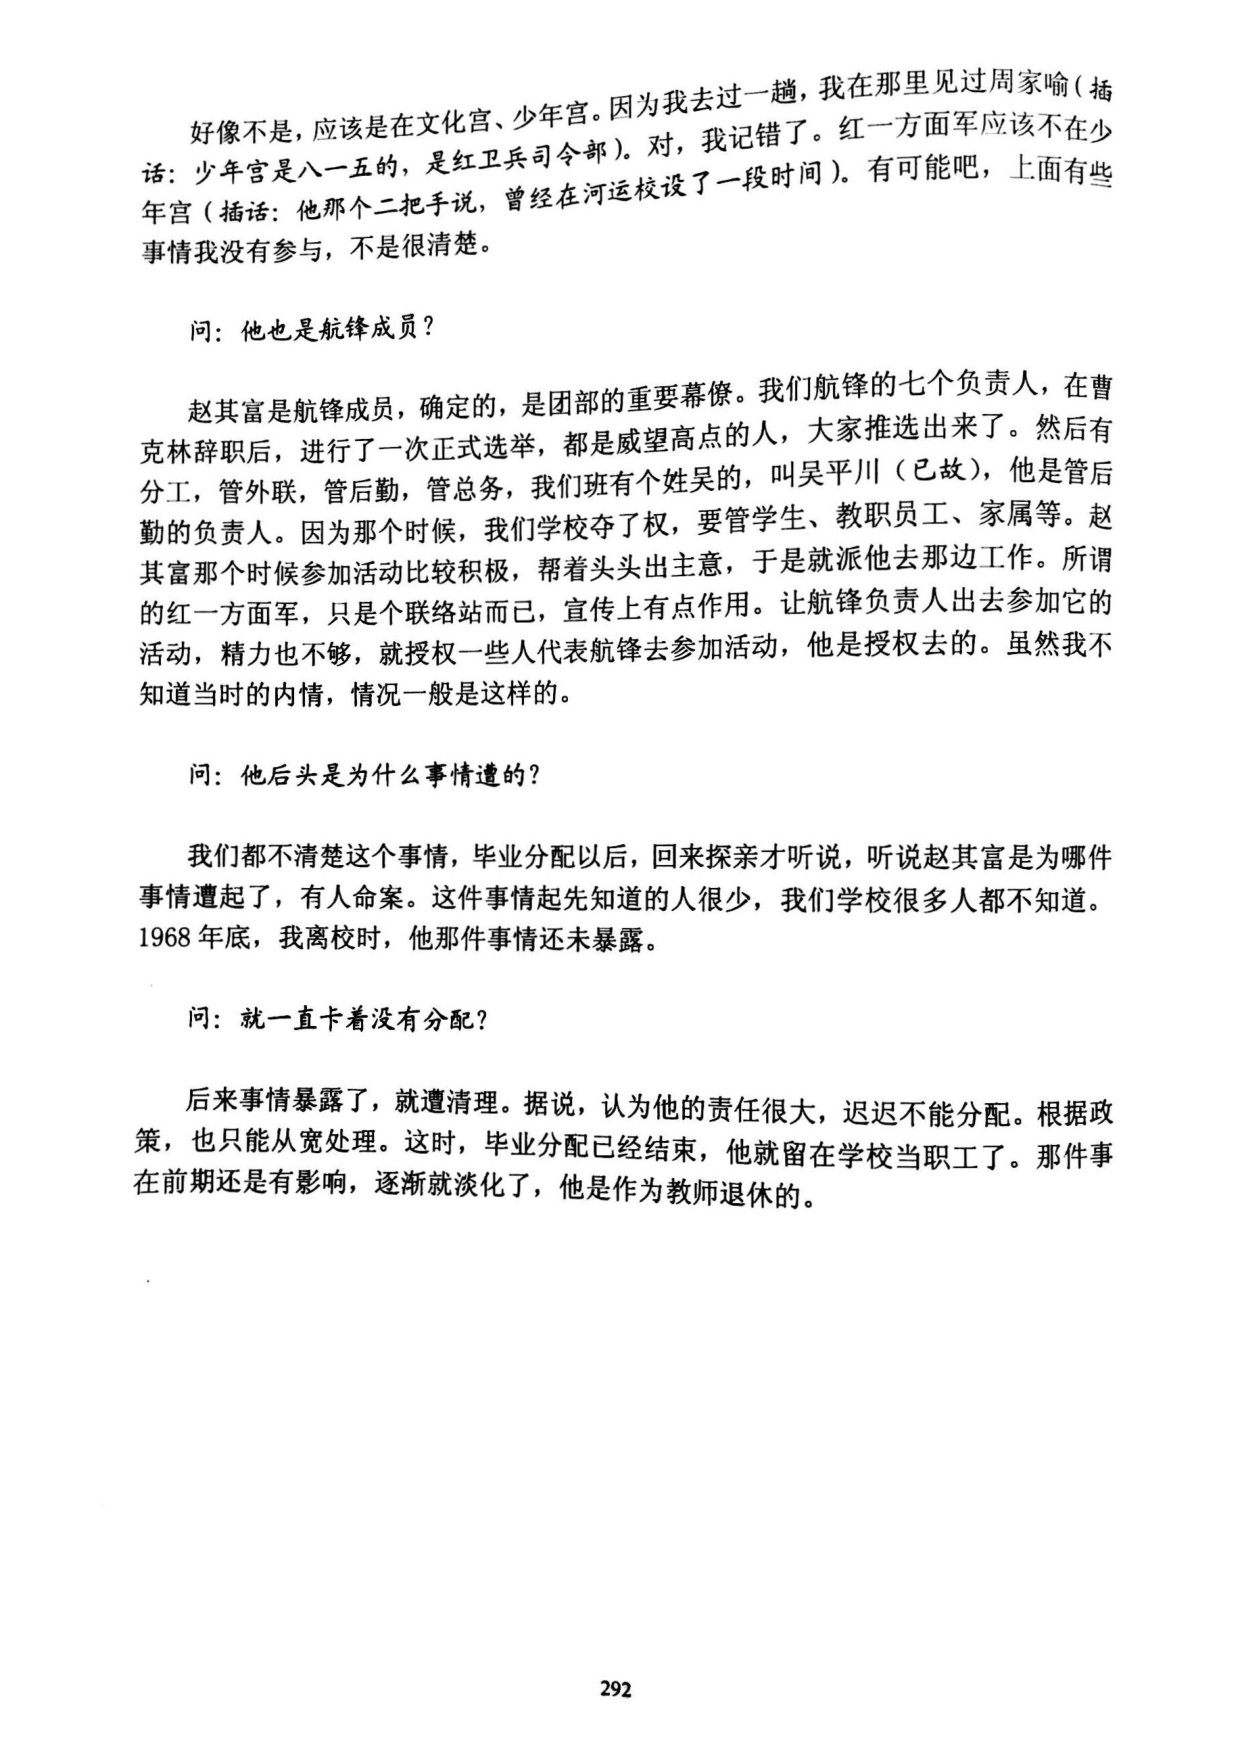 好像不是，应该是在文化宫、少年宫。因为我去过一趟，我在那里见过周家喻（插
话：少年宫是八一五的，是红卫兵司令部）。对，我记错了。红一方面军应该不在少
年宫（插话：他那个二把手说，曾经在河运校设了一段时间）。有可能吧，上面有些
事情我没有参与，不是很清楚。
问：他也是航锋成员？
赵其富是航锋成员，确定的，是团部的重要幕僚。我们航锋的七个负责人，在曹
克林辞职后，进行了一次正式选举，都是威望高点的人，大家推选出来了。然后有
分工，管外联，管后勤，管总务，我们班有个姓吴的，叫吴平川（已故），他是管后
勤的负责人。因为那个时候，我们学校夺了权，要管学生、教职员工、家属等。赵
其富那个时候参加活动比较积极，帮着头头出主意，于是就派他去那边工作。所谓
的红一方面军，只是个联络站而已，宣传上有点作用。让航锋负责人出去参加它的
活动，精力也不够，就授权一些人代表航锋去参加活动，他是授权去的。虽然我不
知道当时的内情，情况一般是这样的。
问：他后头是为什么事情遭的？
我们都不清楚这个事情，毕业分配以后，回来探亲才听说，听说赵其富是为哪件
事情遭起了，有人命案。这件事情起先知道的人很少，我们学校很多人都不知道。
1968 年底，我离校时，他那件事情还未暴露。
问：就一直卡着没有分配？
后来事情暴露了，就遭清理。据说，认为他的责任很大，迟迟不能分配。根据政
策，也只能从宽处理。这时，毕业分配已经结束，他就留在学校当职工了。那件事
在前期还是有影响，逐渐就淡化了，他是作为教师退休的。
292